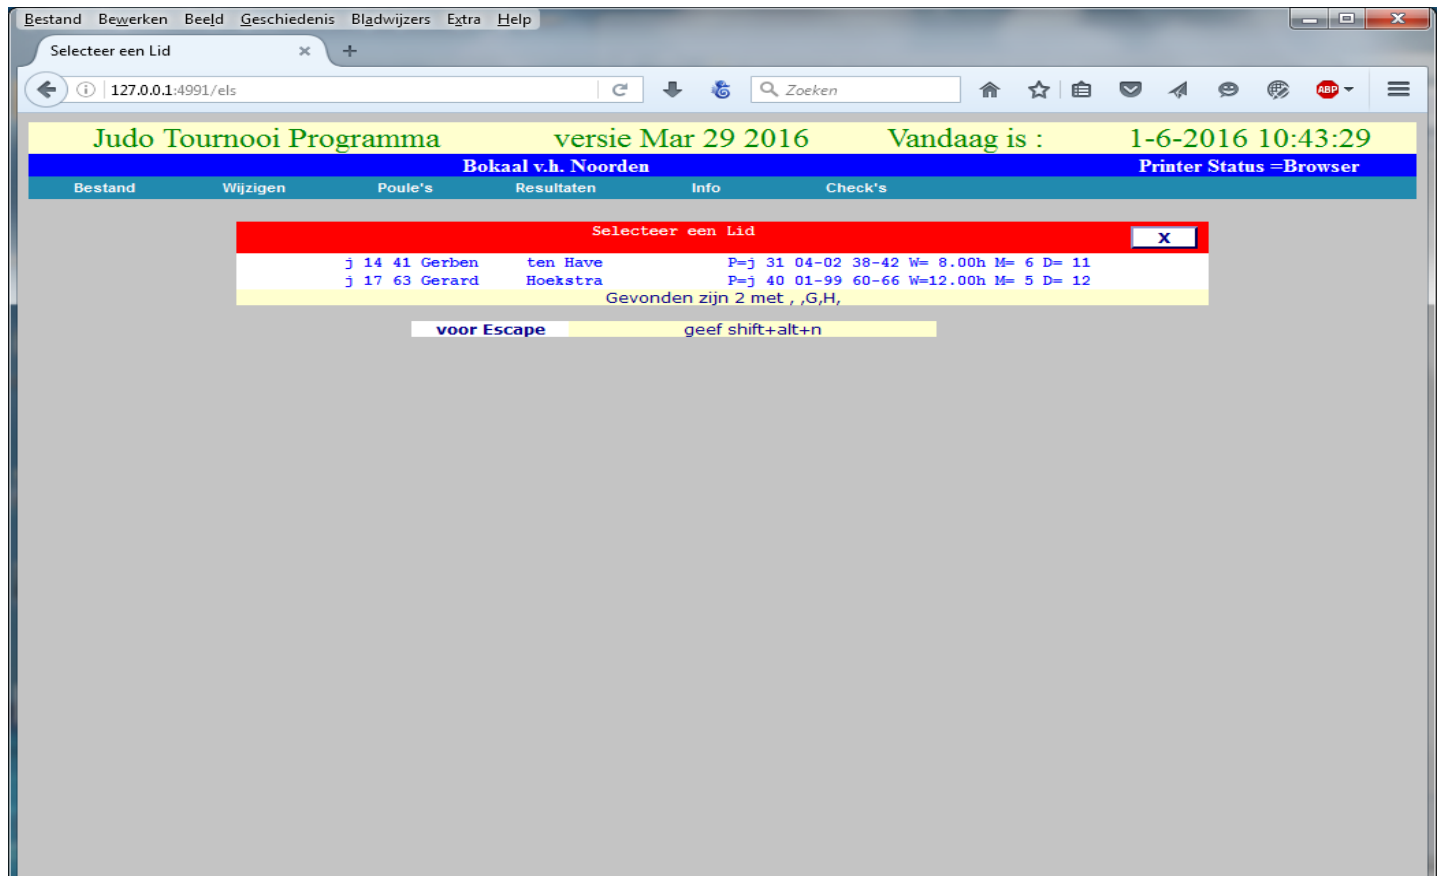 Bestand Bewerken Beeld Geschiedenis Bladwijzers Extra Help
Selecteer een Lid
127.0.0.1:4991/els
Zoeken
ABP
Judo Tournooi Programma versie Mar 29 2016 Vandaag is : 1-6-2016 10:43:29
Bokaal v.h. Noorden Printer Status =Browser
Bestand Wijzigen Poule's Resultaten Info Check's
Selecteer een Lid X
j 14 41 Gerben ten Have P=j 31 04-02 38-42 W= 8.00h M= 6 D= 11
j 17 63 Gerard Hoekstra P=j 40 01-99 60-66 W=12.00h M= 5 D= 12
Gevonden zijn 2 met , ,G,H,
voor Escape geef shift+alt+n